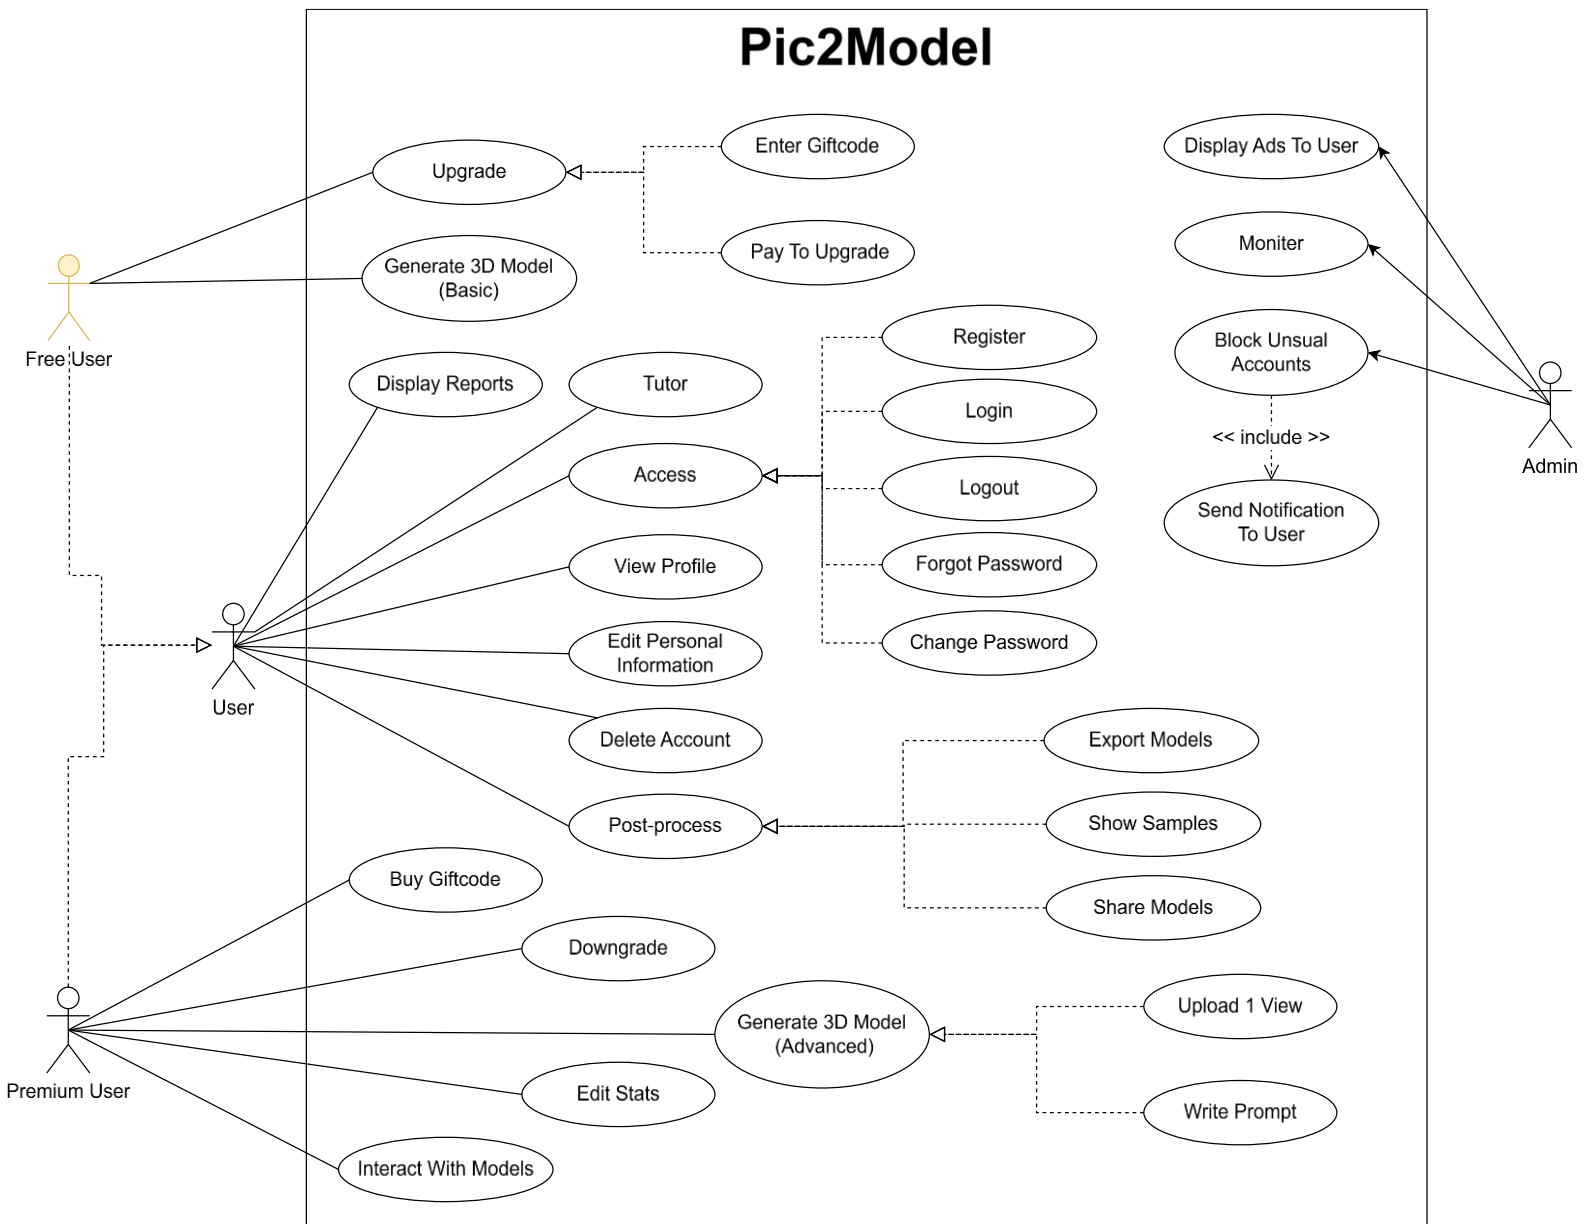 Pic2Model
Enter Giftcode
Display Ads To User
Upgrade
Moniter
Pay To Upgrade
Generate 3D Model
(Basic)
Free User
Register
Block Unsual
Accounts
Display Reports
Tutor
Login
<< include >>
Admin
Access
Logout
Send Notification
To User
View Profile
Forgot Password
Edit Personal
Information
Change Password
User
Delete Account
Export Models
Post-process
Show Samples
Buy Giftcode
Share Models
Downgrade
Upload 1 View
Generate 3D Model
(Advanced)
Premium User
Edit Stats
Write Prompt
Interact With Models